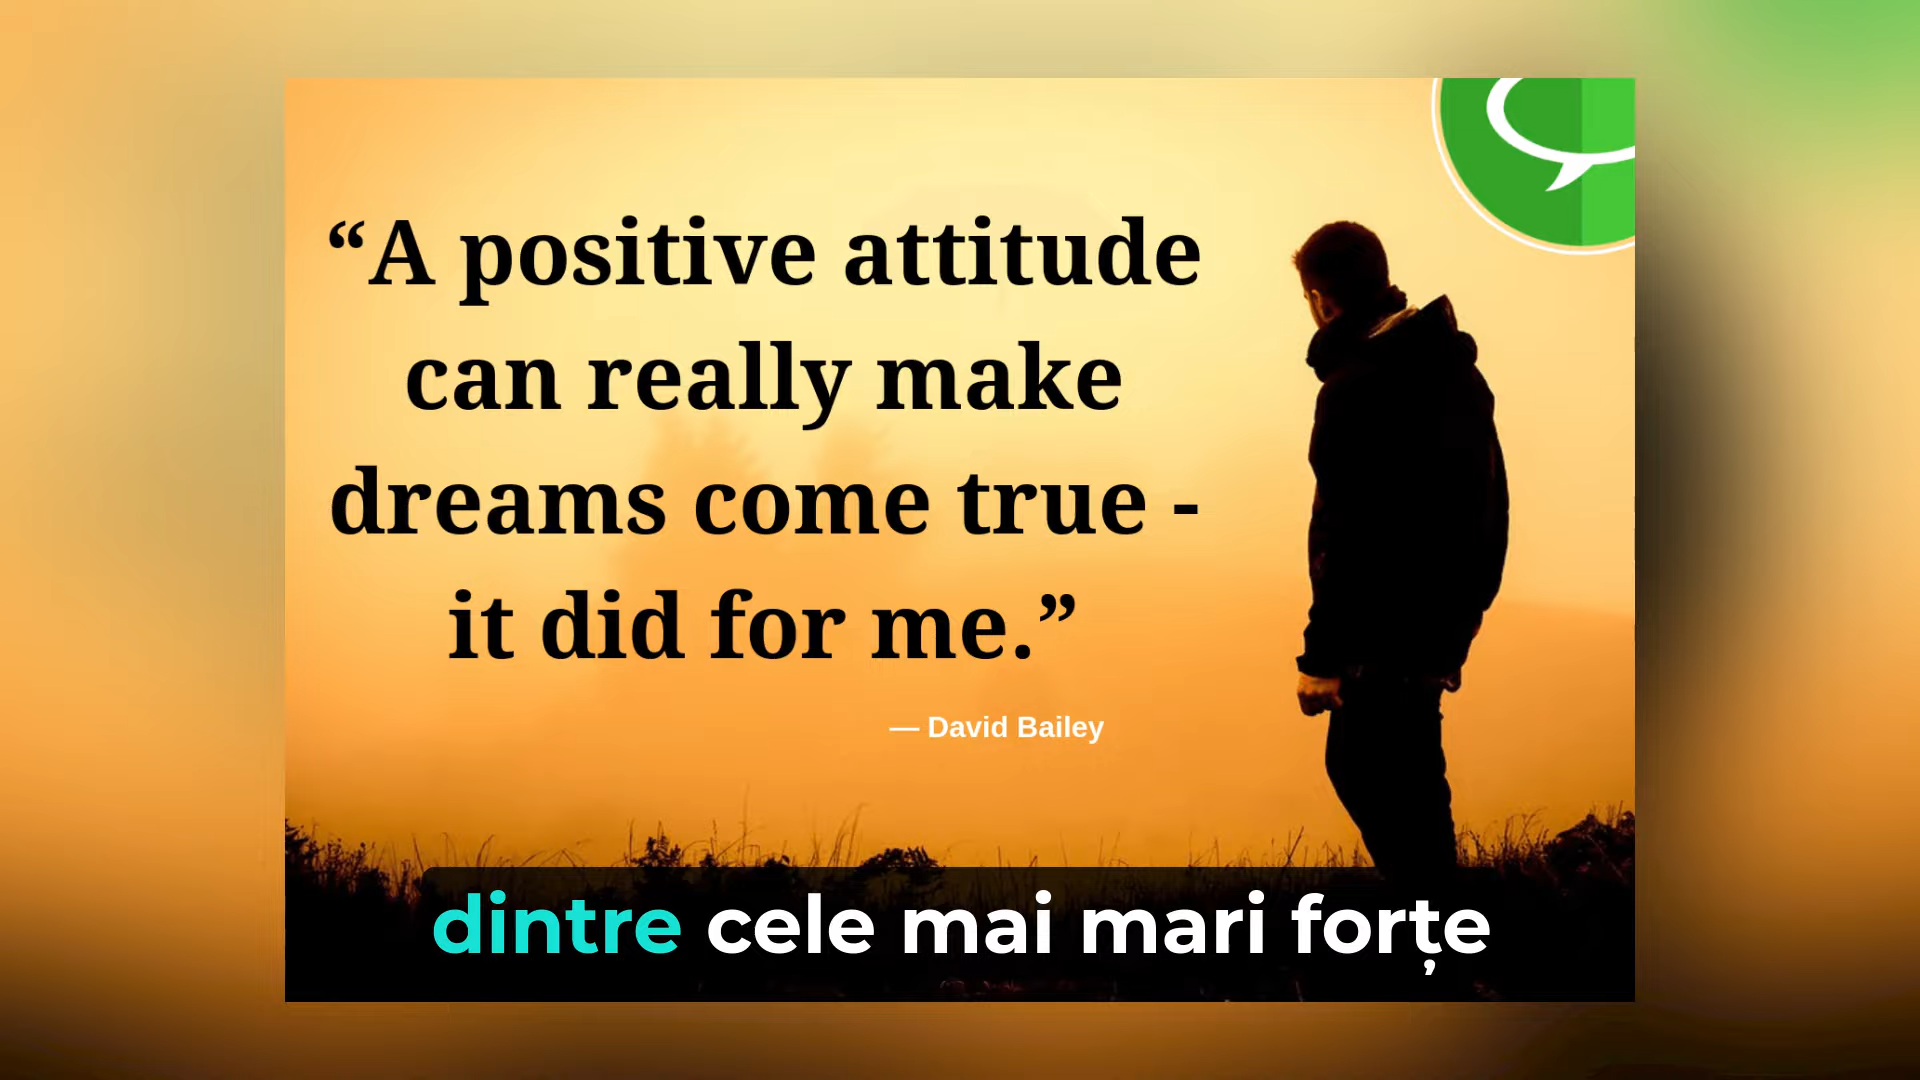 “A positive attitude
can really make
dreams come true -
it did for me.”
— David Bailey
dintre cele mai mari forțe